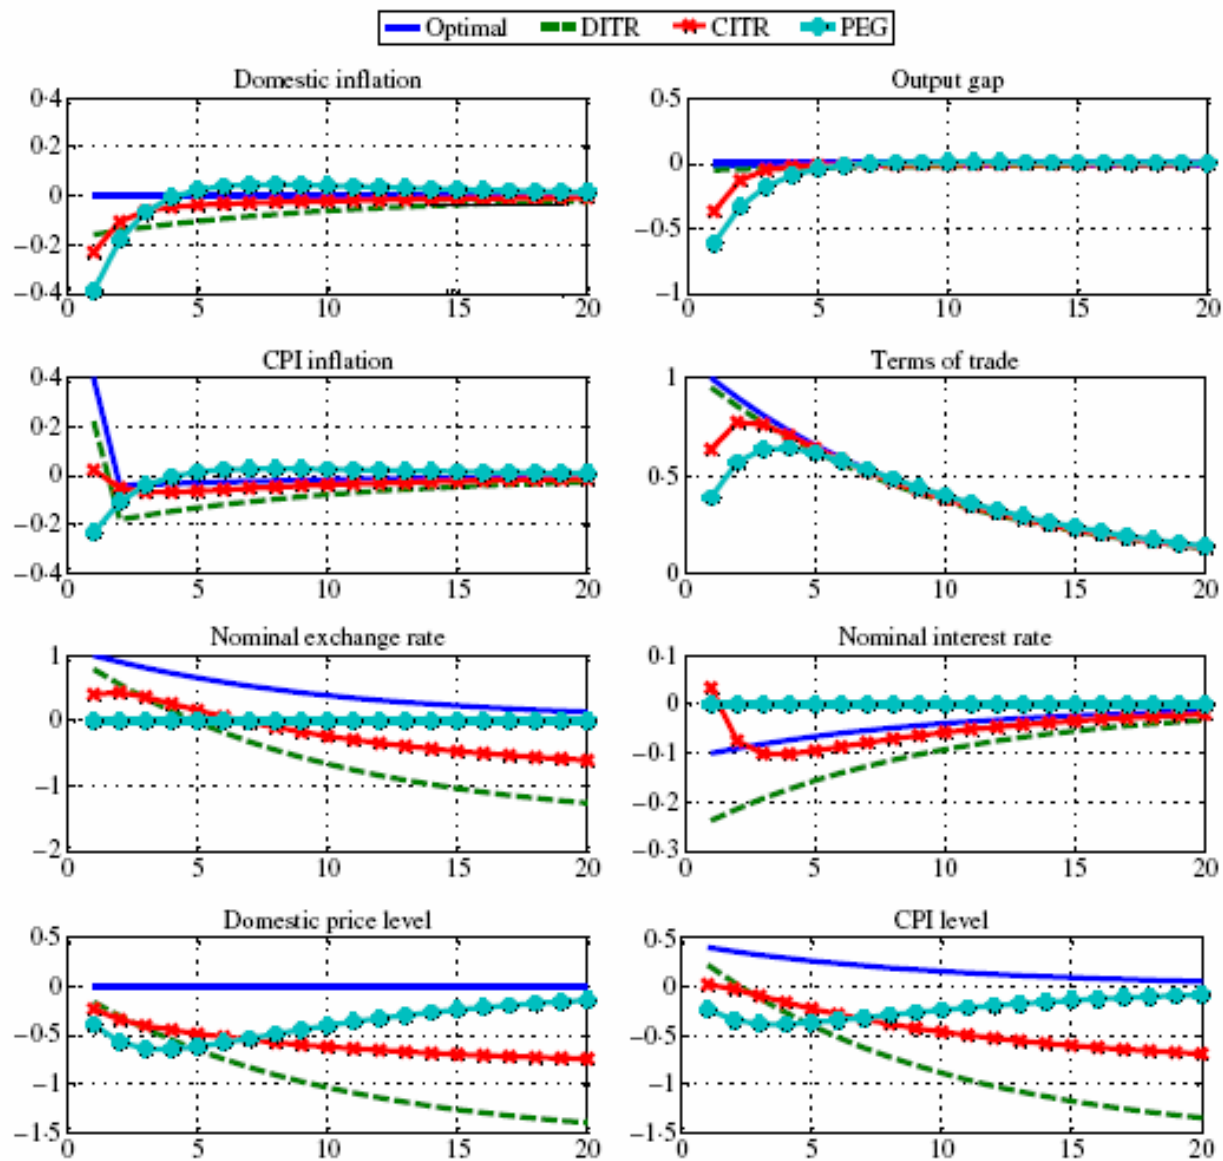 Optimal DITR CITR PEG
Domestic inflation
0·4
0·2
0
−0·2
−0·4
0 5 10 15 20
Output gap
0·5
0
−0·5
−1
0 5 10 15 20
CPI inflation
0·4
0·2
0
−0·2
−0·4
0 5 10 15 20
Terms of trade
1
0·5
0
0 5 10 15 20
Nominal exchange rate
1
0
−1
−2
0 5 10 15 20
Nominal interest rate
0·1
0
−0·1
−0·2
−0·3
0 5 10 15 20
Domestic price level
0·5
0
−0·5
−1
−1·5
0 5 10 15 20
CPI level
0·5
0
−0·5
−1
−1·5
0 5 10 15 20